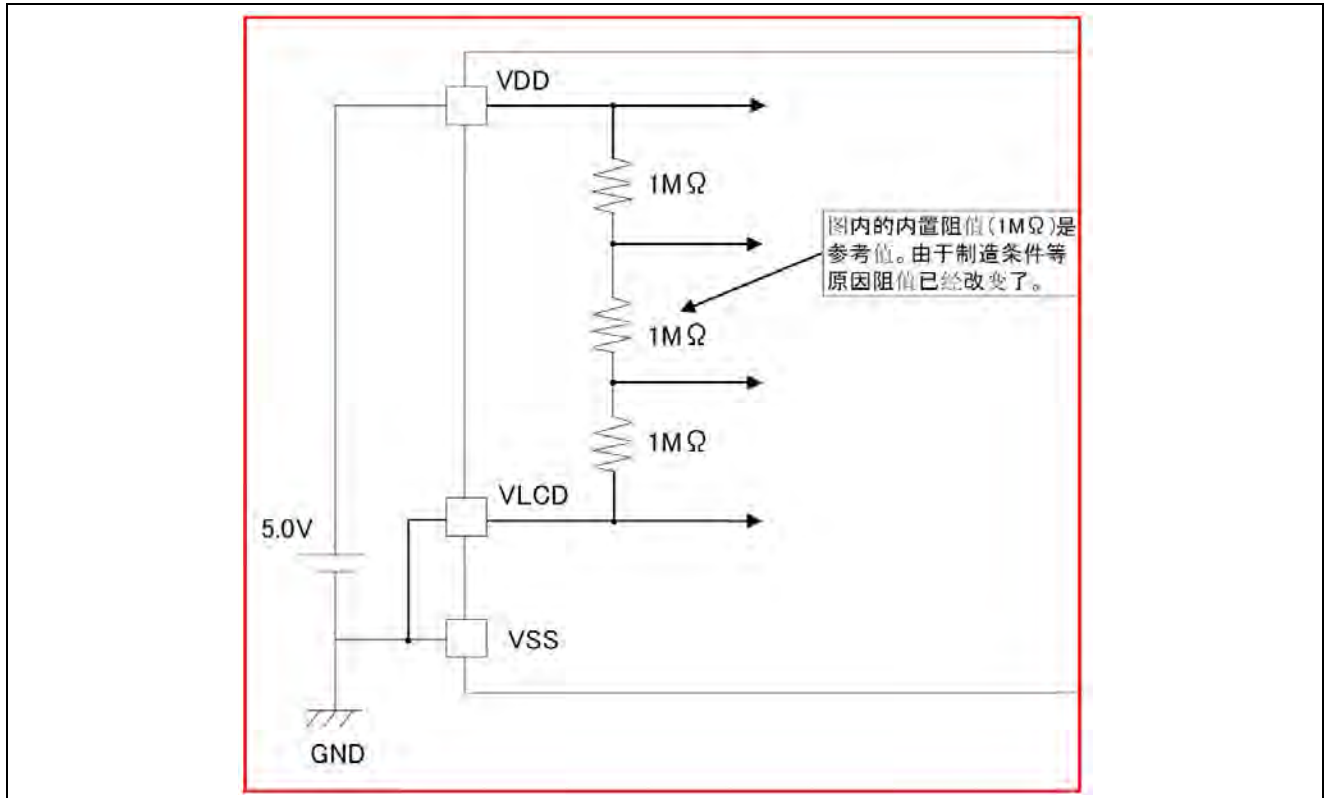 VDD
1MΩ
图内的内置阻值(1MΩ)是
参考值。由于制造条件等
原因阻值已经改变了。
1MΩ
1MΩ
VLCD
5.0V
VSS
GND